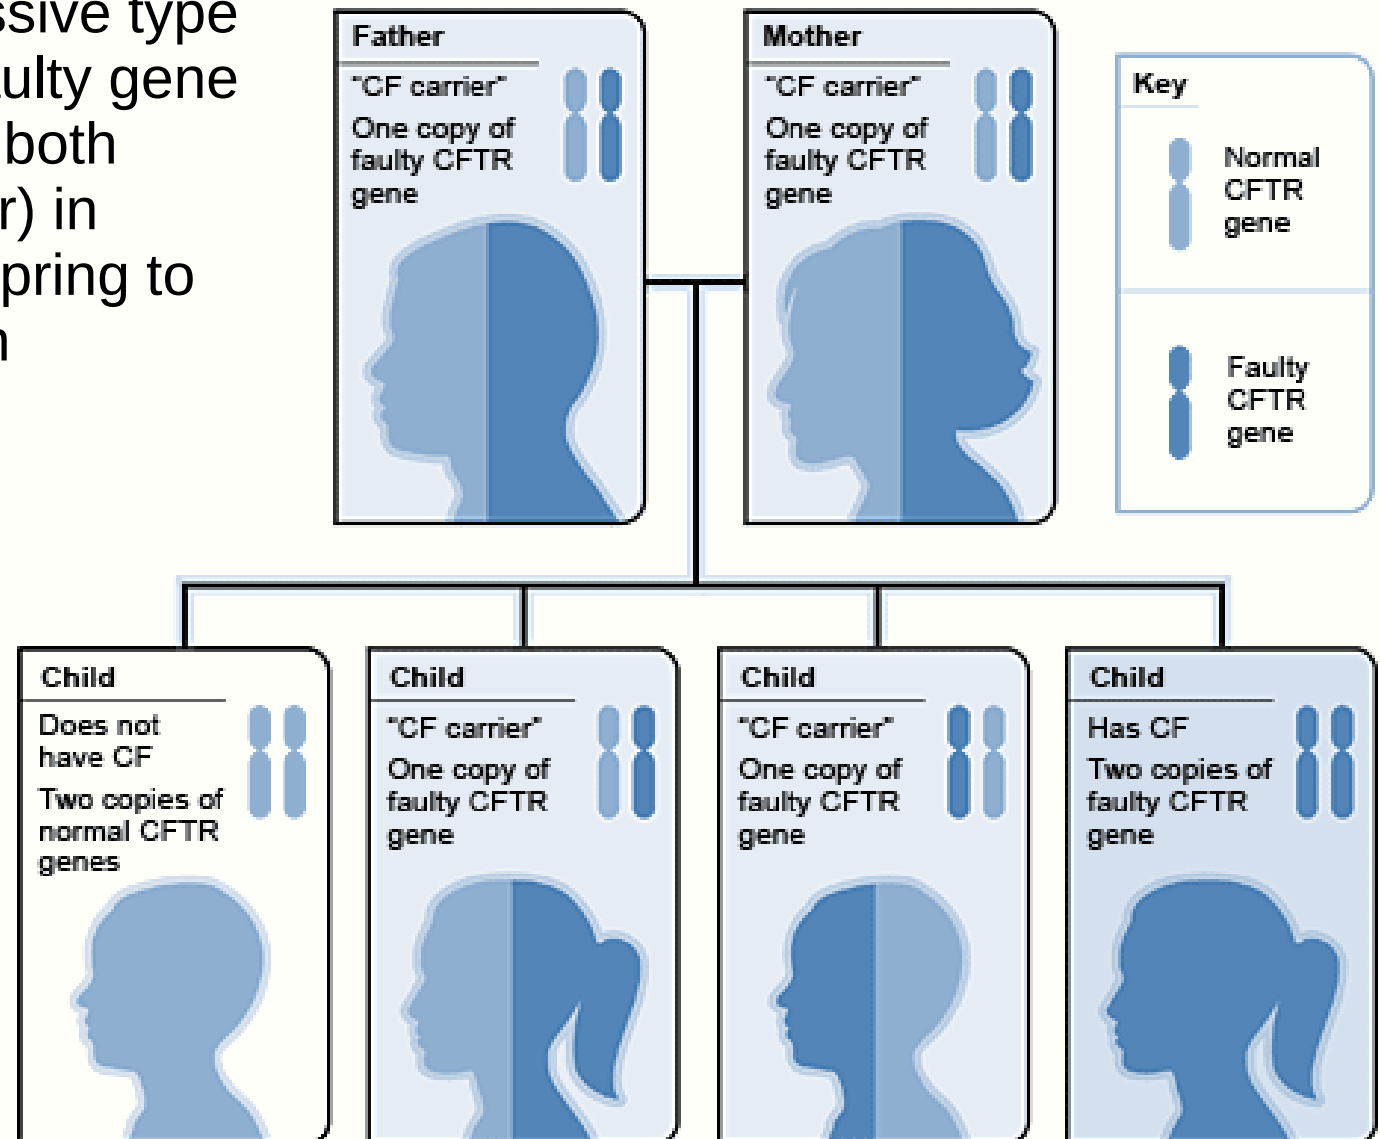 ssive type
aulty gene
both
r) in
pring to
n
Father
"CF carrier"
One copy of
faulty CFTR
gene
Mother
"CF carrier"
One copy of
faulty CFTR
gene
Key
Normal
CFTR
gene
Faulty
CFTR
gene
Child
Does not
have CF
Two copies of
normal CFTR
genes
Child
"CF carrier"
One copy of
faulty CFTR
gene
Child
"CF carrier"
One copy of
faulty CFTR
gene
Child
Has CF
Two copies of
faulty CFTR
gene